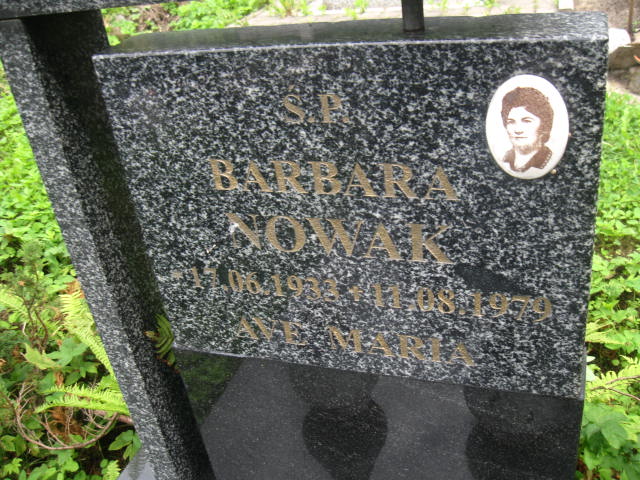 Ś.P.
BARBARA
NOWAK
* 17.06.1933 + 11.08.1979
AVE MARIA